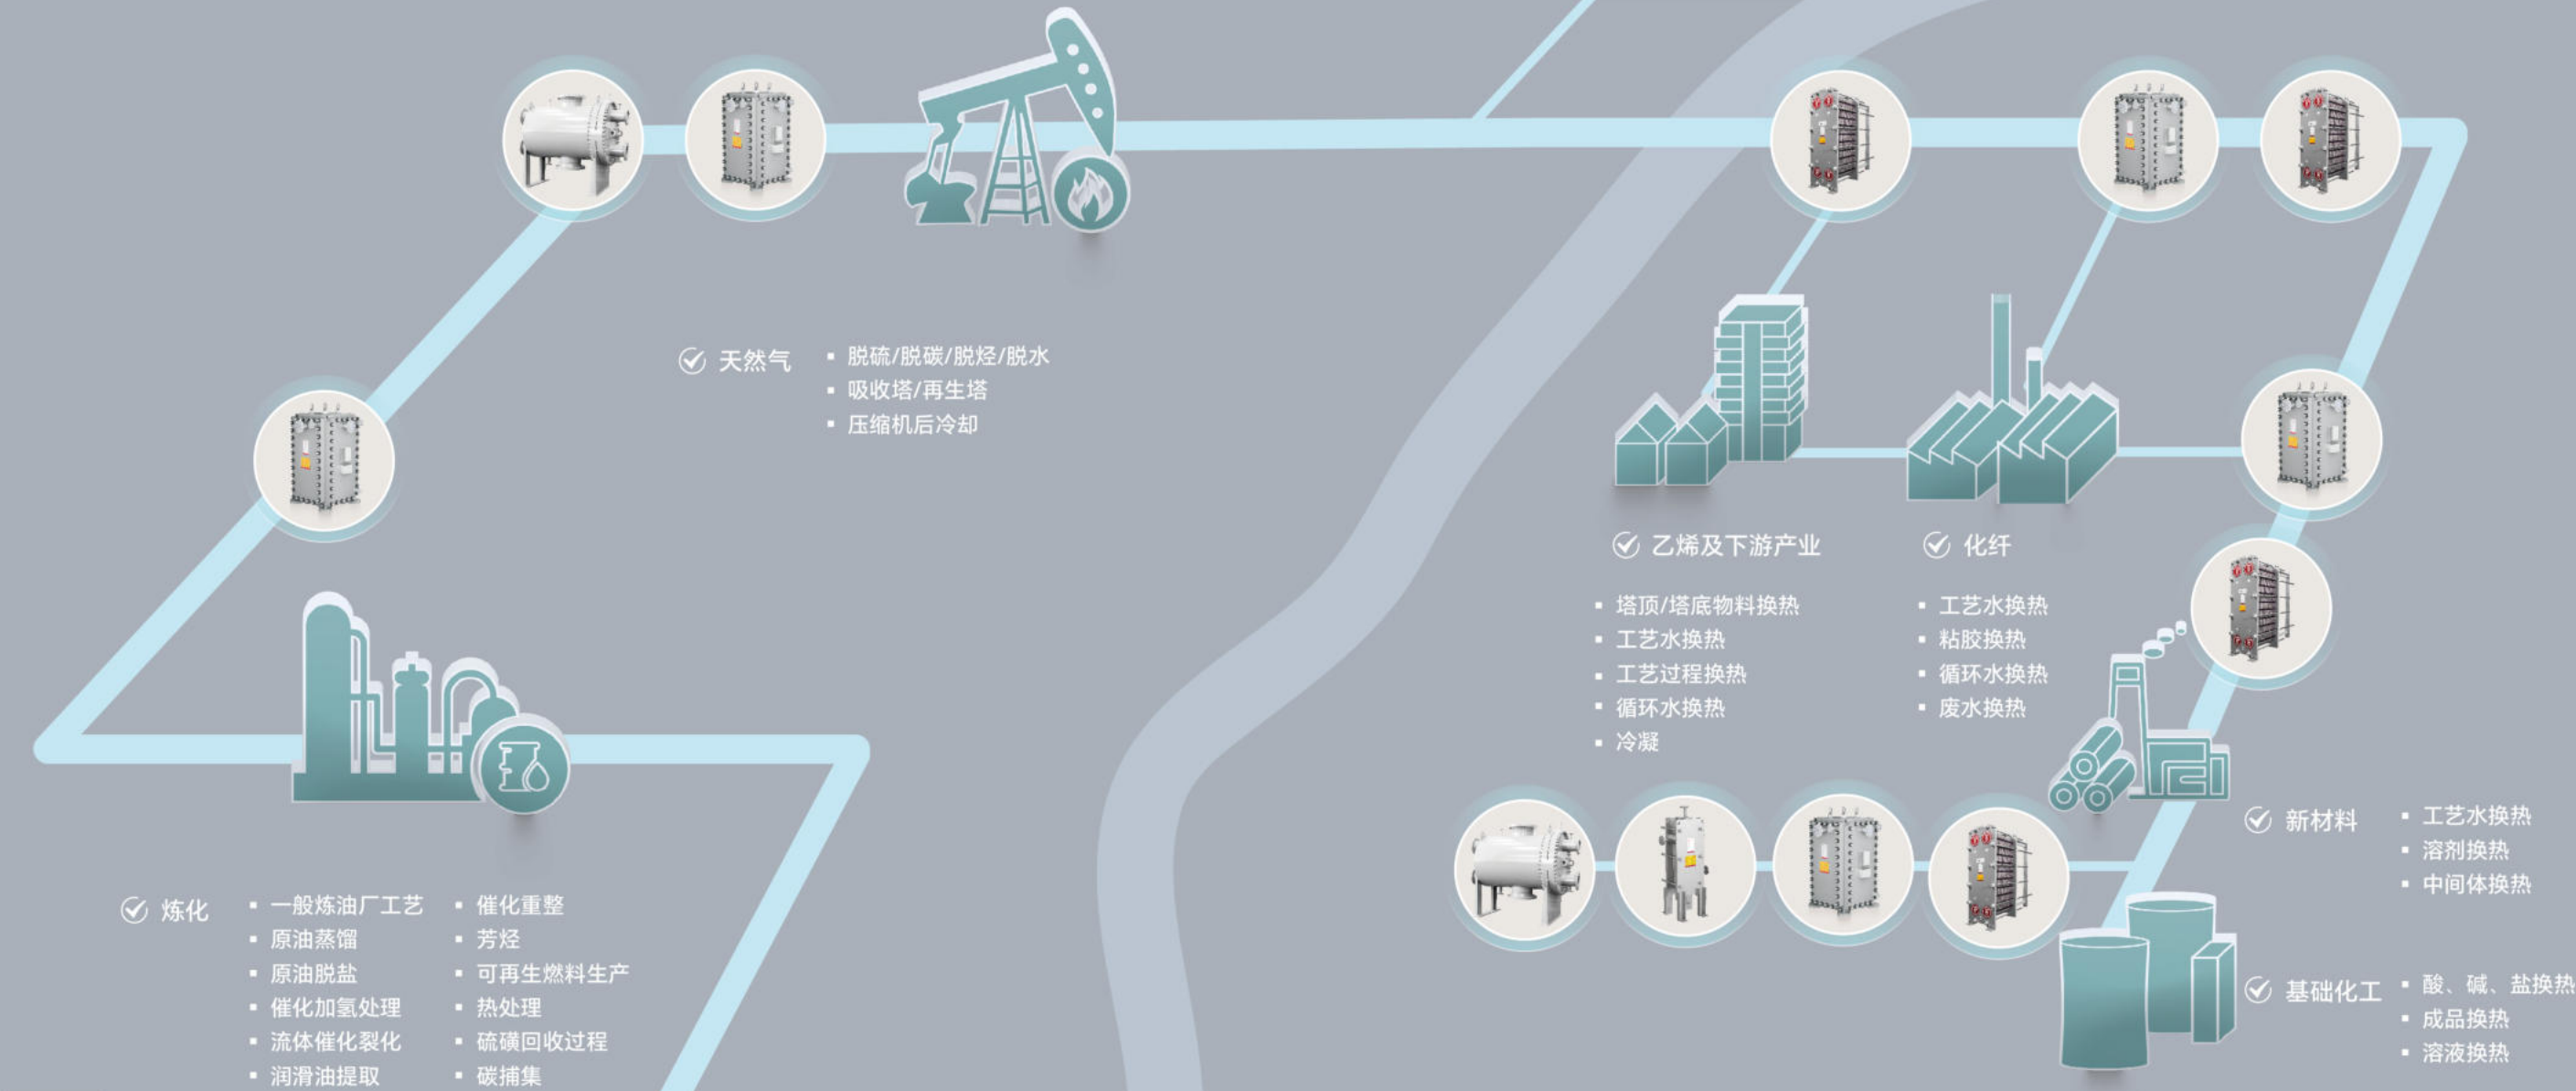 天然气
脱硫/脱碳/脱烃/脱水
吸收塔/再生塔
压缩机后冷却
乙烯及下游产业
塔顶/塔底物料换热
工艺水换热
工艺过程换热
循环水换热
冷凝
化纤
工艺水换热
粘胶换热
循环水换热
废水换热
新材料
工艺水换热
溶剂换热
中间体换热
炼化
一般炼油厂工艺
原油蒸馏
原油脱盐
催化加氢处理
流体催化裂化
润滑油提取
催化重整
芳烃
可再生燃料生产
热处理
硫磺回收过程
碳捕集
基础化工
酸、碱、盐换热
成品换热
溶液换热